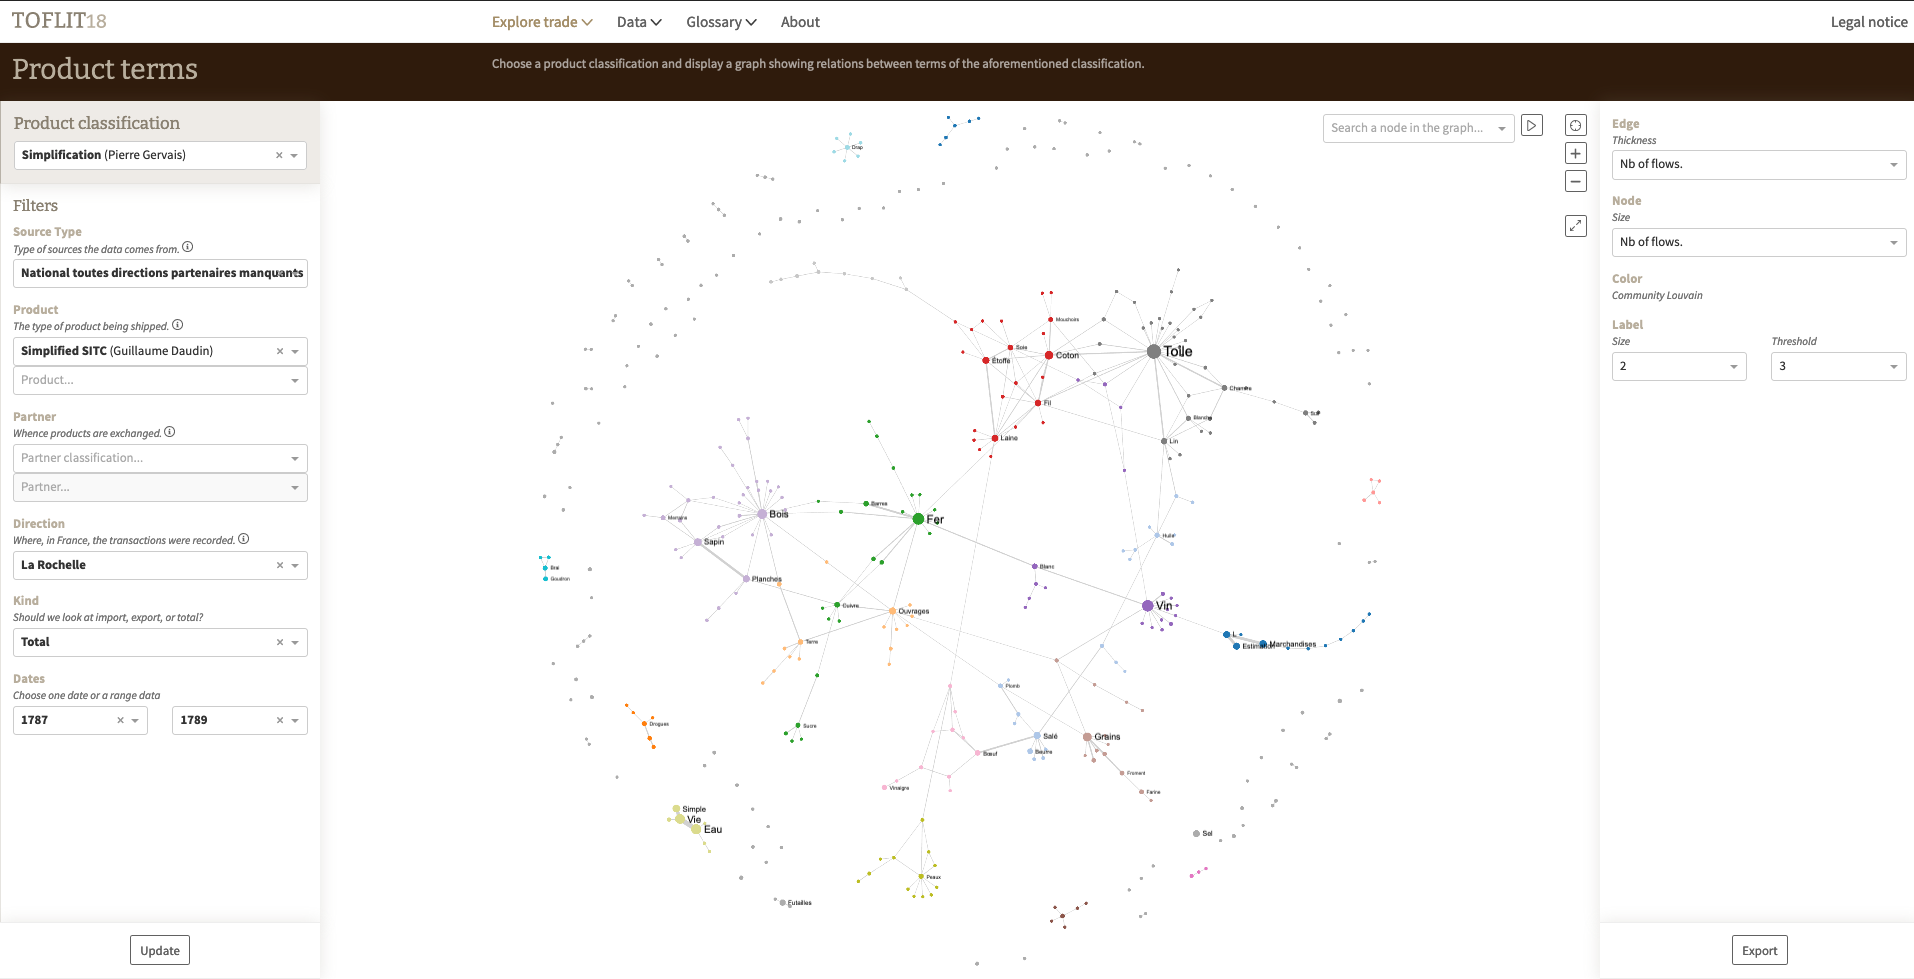 TOFLIT18
Explore trade
Data
Glossary
About
Legal notice
Product terms
Choose a product classification and display a graph showing relations between terms of the aforementioned classification.
Product classification
Simplification (Pierre Gervais)
Filters
Source Type
Type of sources the data comes from.
National toutes directions partenaires manquants
Product
The type of product being shipped.
Simplified SITC (Guillaume Daudin)
Product...
Partner
Whence products are exchanged.
Partner classification...
Partner...
Direction
Where, in France, the transactions were recorded.
La Rochelle
Kind
Should we look at import, export, or total?
Total
Dates
Choose one date or a range data
1787
1789
Update
Search a node in the graph...
Drap
Mouchoirs
Soie
Étoffe
Coton
Toile
Chanvre
Fil
Blanche
Laine
Lin
Barres
Bois
Fer
Sapin
Huile
Brai
Goudron
Planches
Blanc
Cuivre
Ouvrages
Vin
Terre
L
Estimation
Marchandises
Plomb
Drogues
Sucre
Salé
Grains
Beurre
Bœuf
Froment
Vinaigre
Farine
Simple
Vie
Eau
Sel
Peaux
Futailles
Edge
Thickness
Nb of flows.
Node
Size
Nb of flows.
Color
Community Louvain
Label
Size
Threshold
2
3
Export